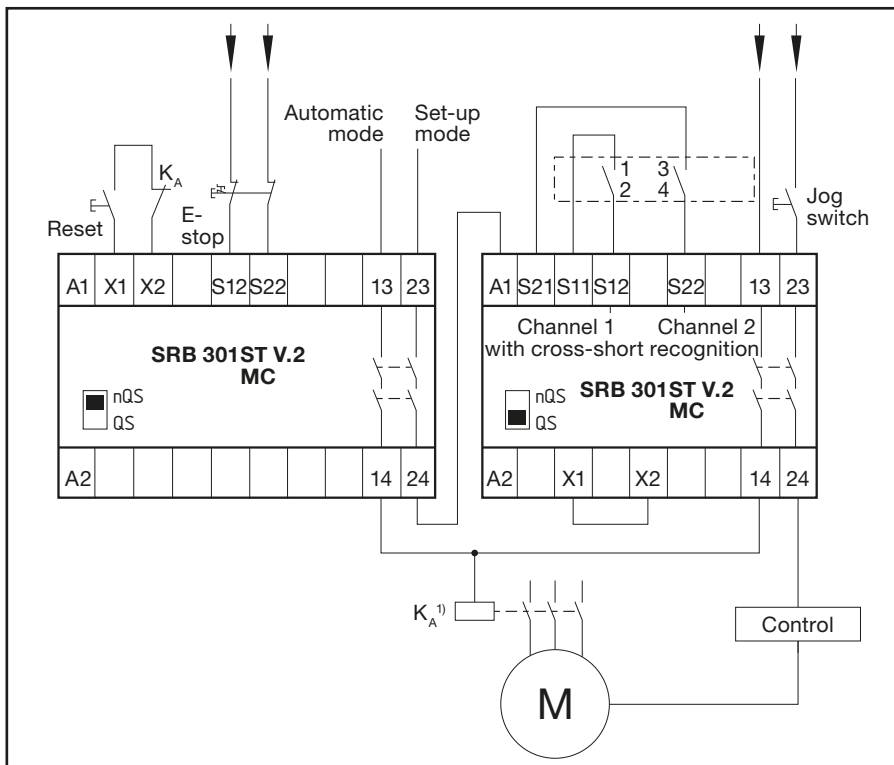 Automatic mode
Set-up mode
K_A
Reset
E-stop
1 3
2 4
Jog switch
A1 X1 X2 S12 S22 13 23
A1 S21 S11 S12 S22 13 23
Channel 1 Channel 2
with cross-short recognition
SRB 301ST V.2
MC
nQS
QS
SRB 301ST V.2
MC
nQS
QS
A2 14 24
A2 X1 X2 14 24
K_A 1)
Control
M